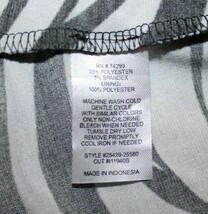 RN # 74299
95% POLYESTER
5% SPANDEX
LINING:
100% POLYESTER
MACHINE WASH COLD
GENTLE CYCLE
WITH SIMILAR COLORS
ONLY NON-CHLORINE
BLEACH WHEN NEEDED
TUMBLE DRY LOW
REMOVE PROMPTLY
COOL IRON IF NEEDED
STYLE #25439-25580
CUT #119468
MADE IN INDONESIA